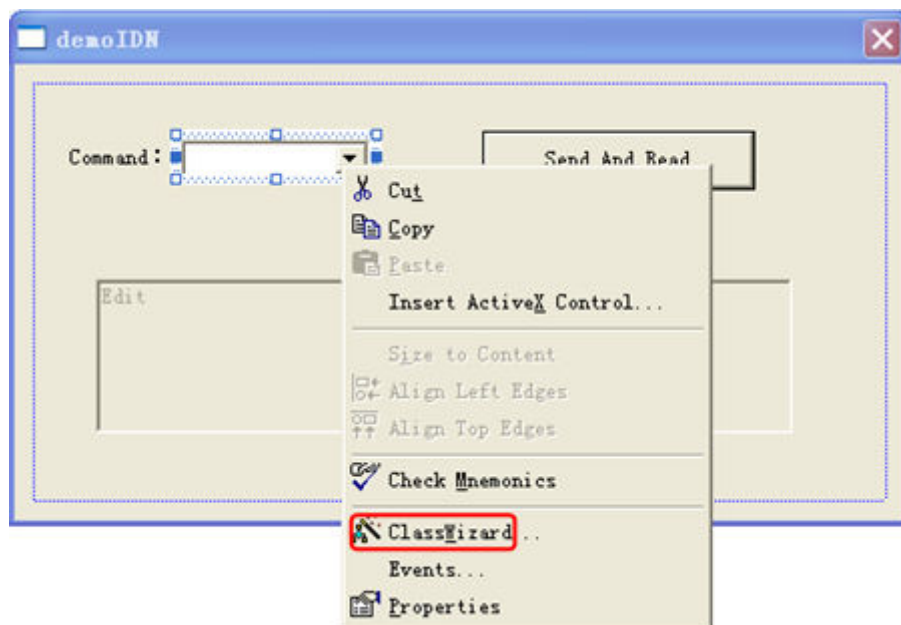 demoIDN
Command:
Send And Read
Edit
Cut
Copy
Paste
Insert ActiveX Control...
Size to Content
Align Left Edges
Align Top Edges
Check Mnemonics
ClassWizard...
Events...
Properties